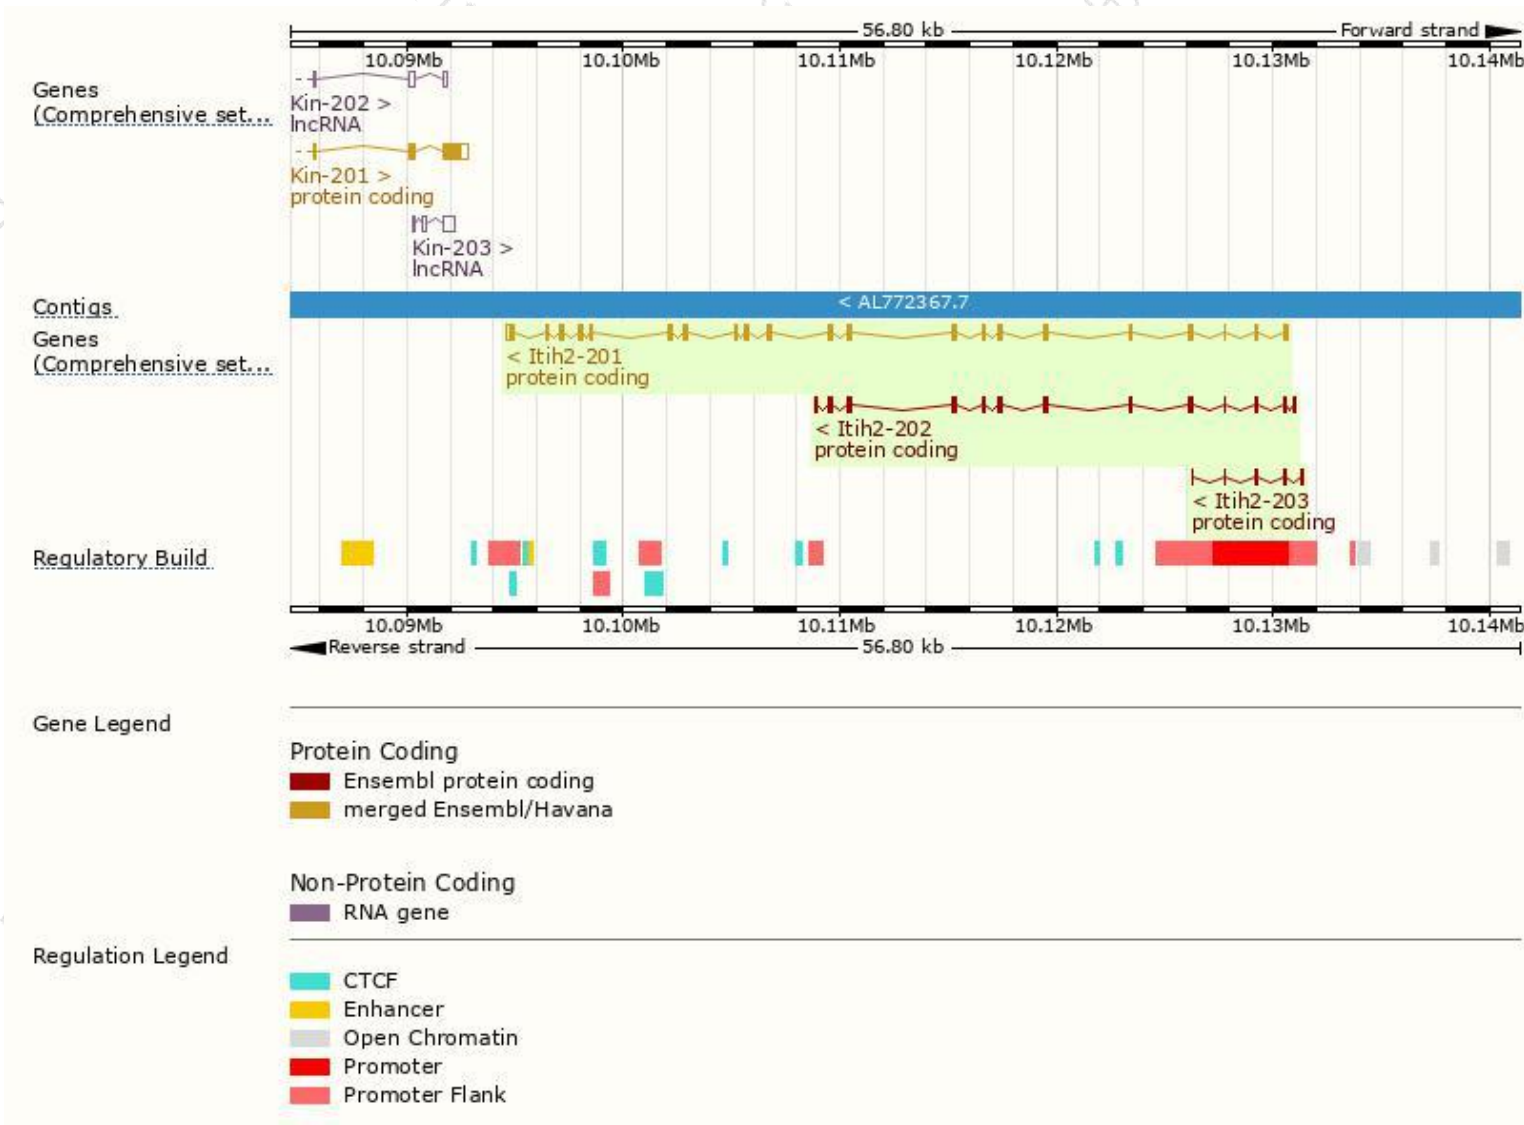 56.80 kb
Forward strand
10.09Mb 10.10Mb 10.11Mb 10.12Mb 10.13Mb 10.14Mb
Genes
(Comprehensive set...
Kin-202 >
lncRNA
Kin-201 >
protein coding
Kin-203 >
lncRNA
Contigs
< AL772367.7
Genes
(Comprehensive set...
< Itih2-201
protein coding
< Itih2-202
protein coding
< Itih2-203
protein coding
Regulatory Build
10.09Mb 10.10Mb 10.11Mb 10.12Mb 10.13Mb 10.14Mb
Reverse strand
56.80 kb
Gene Legend
Protein Coding
Ensembl protein coding
merged Ensembl/Havana
Non-Protein Coding
RNA gene
Regulation Legend
CTCF
Enhancer
Open Chromatin
Promoter
Promoter Flank